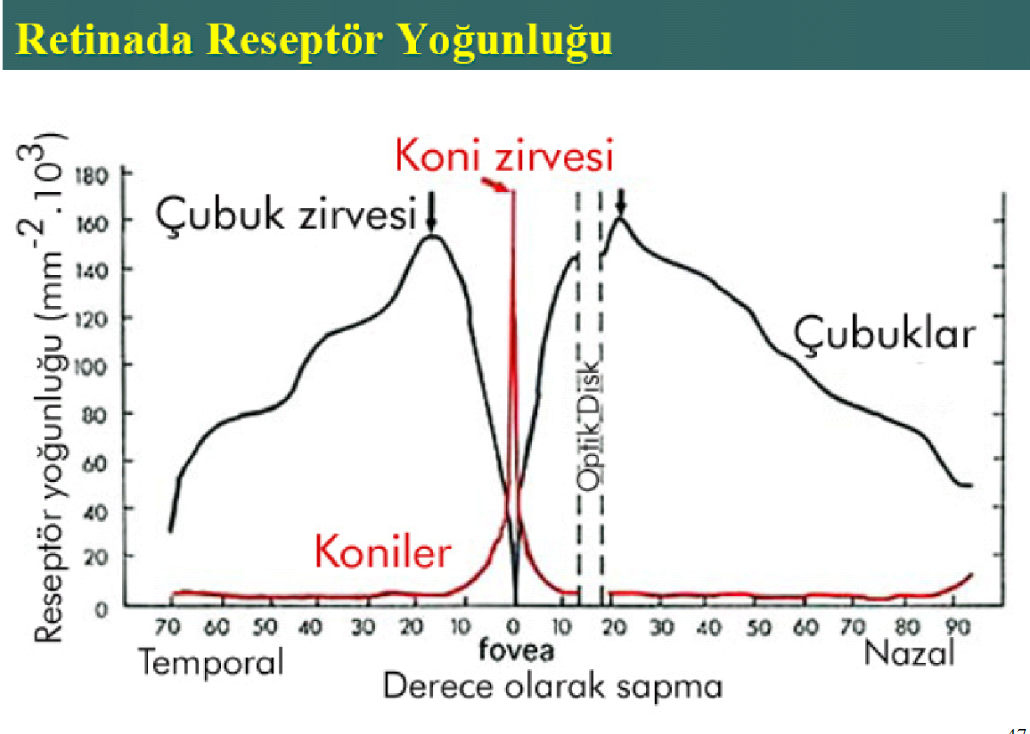 Retinada Reseptör Yoğunluğu
Reseptör yoğunluğu (mm⁻² .10³)
Koni zirvesi
Çubuk zirvesi
180
160
140
120
100
80
60
40
20
0
Çubuklar
Optik Disk
Koniler
70 60 50 40 30 20 10 0 10 20 30 40 50 60 70 80 90
fovea
Temporal
Nazal
Derece olarak sapma
47